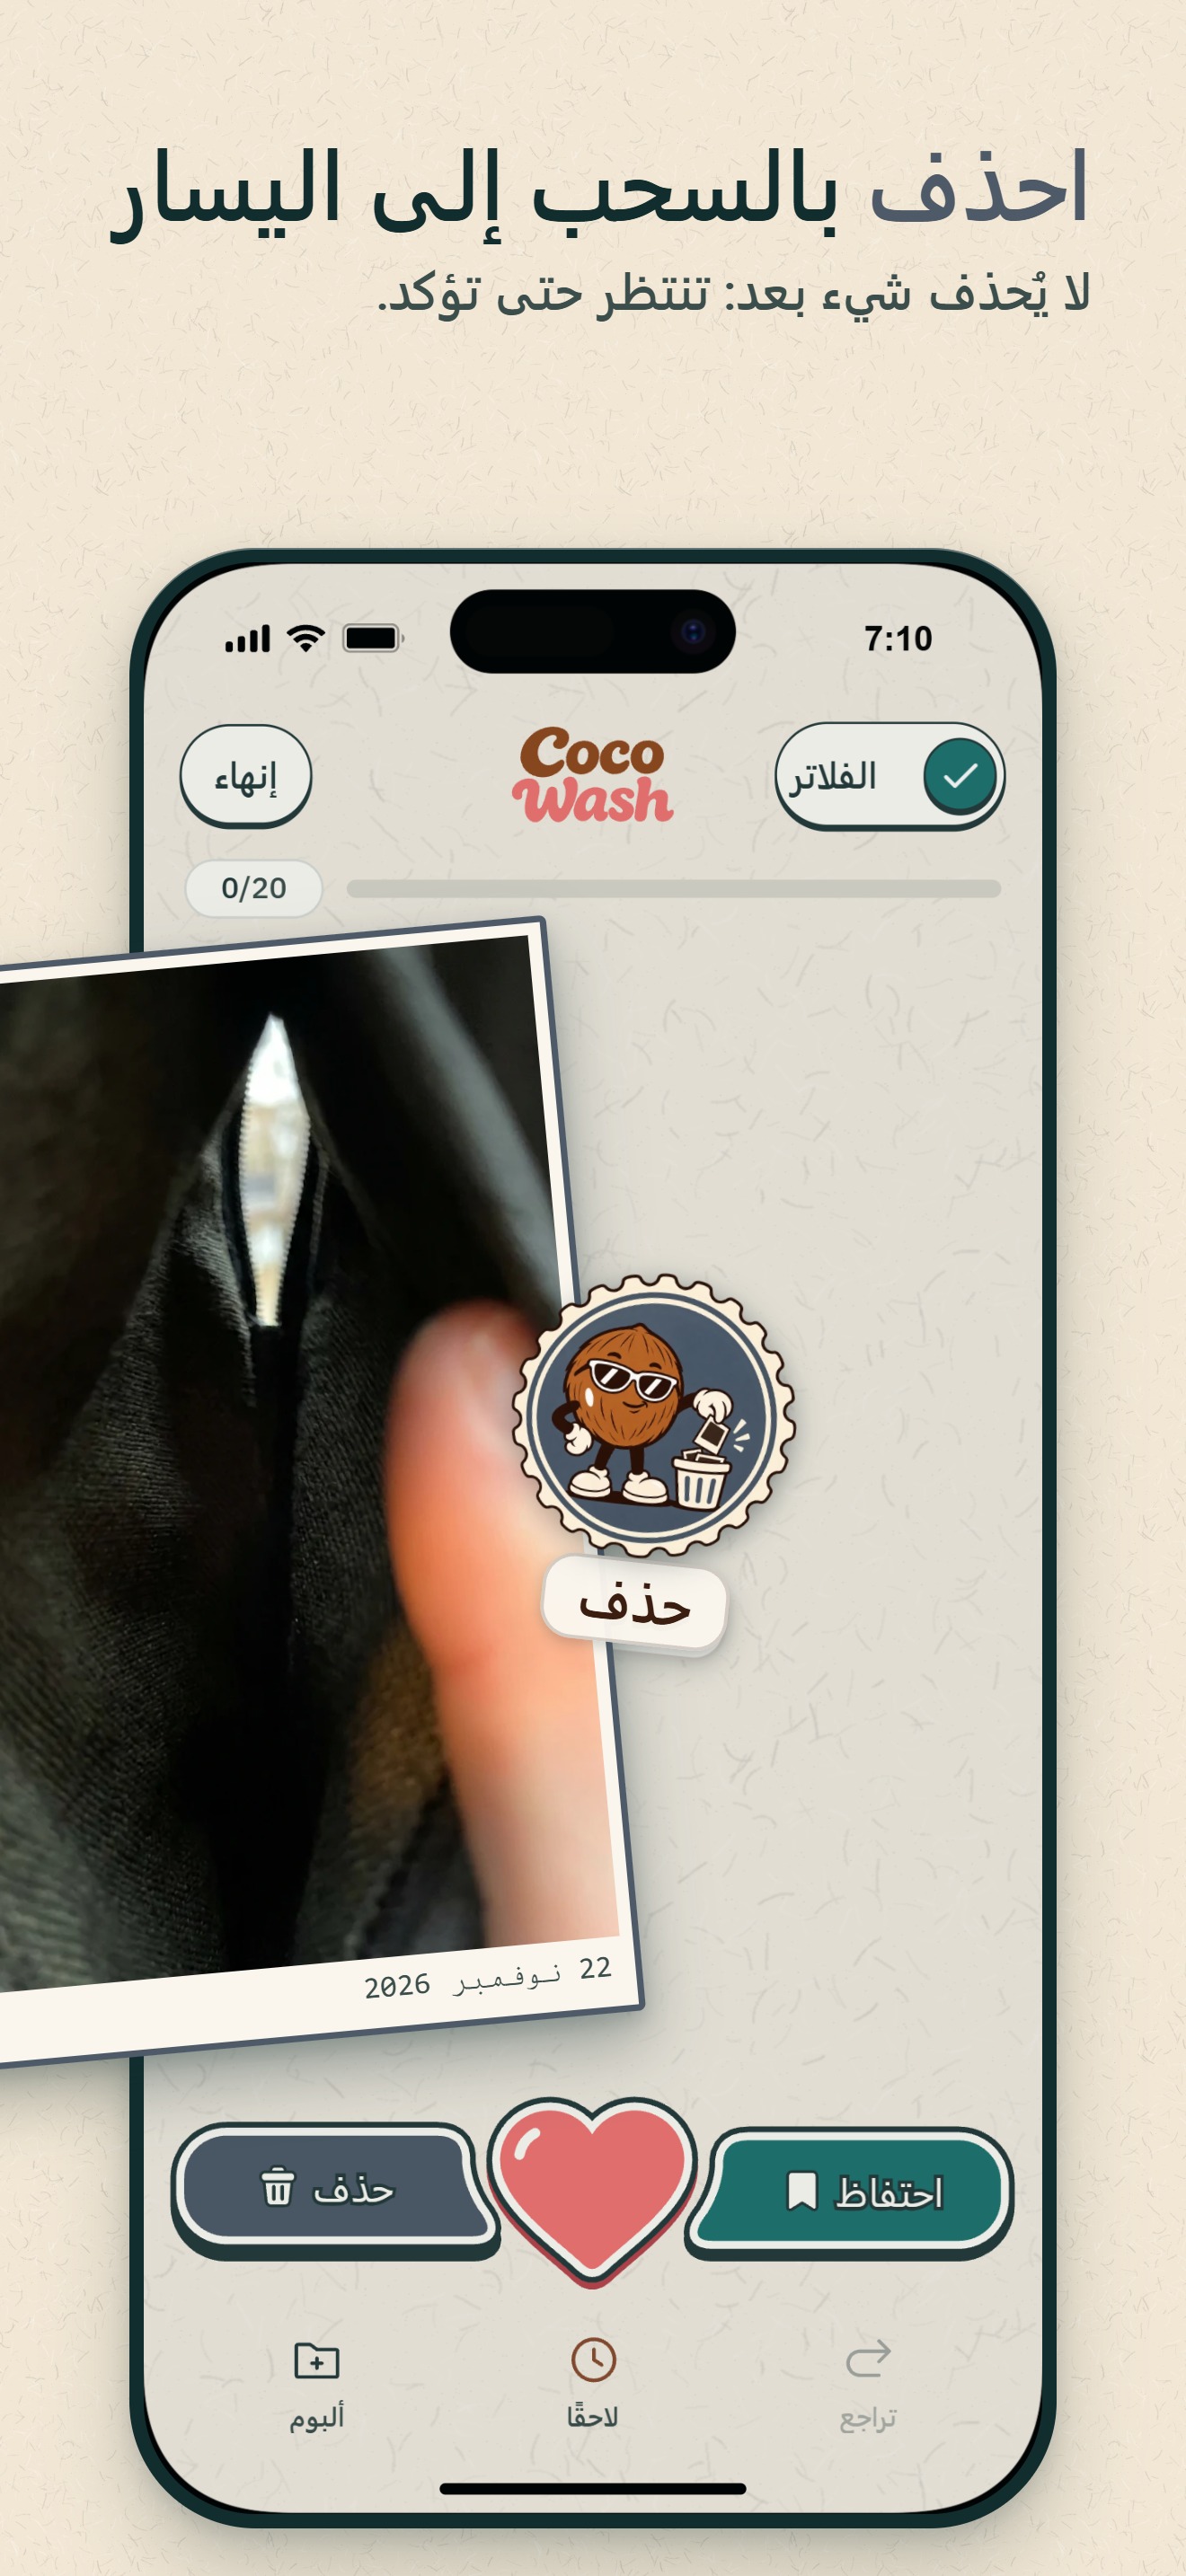 احذف بالسحب إلى اليسار
لا يُحذف شيء بعد: تنتظر حتى تؤكد.
7:10
الفلاتر
Coco
Wash
إنهاء
0/20
حذف
22 نوفمبر 2026
احتفاظ
حذف
تراجع
لاحقًا
ألبوم